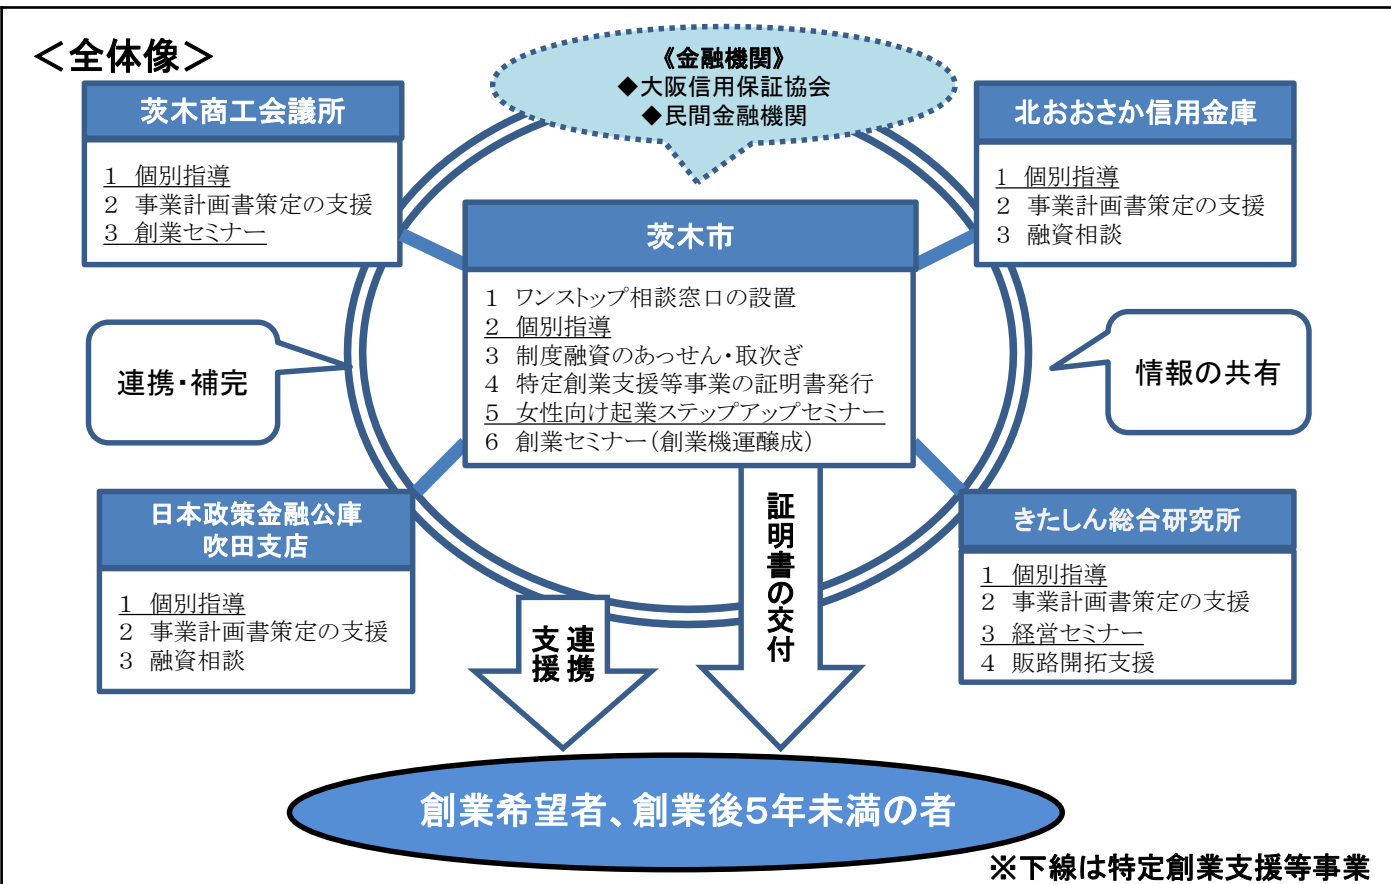 ＜全体像＞
《金融機関》
◆大阪信用保証協会
◆民間金融機関
茨木商工会議所
１ 個別指導
２ 事業計画書策定の支援
３ 創業セミナー
北おおさか信用金庫
１ 個別指導
２ 事業計画書策定の支援
３ 融資相談
茨木市
１ ワンストップ相談窓口の設置
２ 個別指導
３ 制度融資のあっせん・取次ぎ
４ 特定創業支援等事業の証明書発行
５ 女性向け起業ステップアップセミナー
６ 創業セミナー（創業機運醸成）
連携・補完
情報の共有
日本政策金融公庫
吹田支店
１ 個別指導
２ 事業計画書策定の支援
３ 融資相談
きたしん総合研究所
１ 個別指導
２ 事業計画書策定の支援
３ 経営セミナー
４ 販路開拓支援
連携
支援
証明書の交付
創業希望者、創業後５年未満の者
※下線は特定創業支援等事業